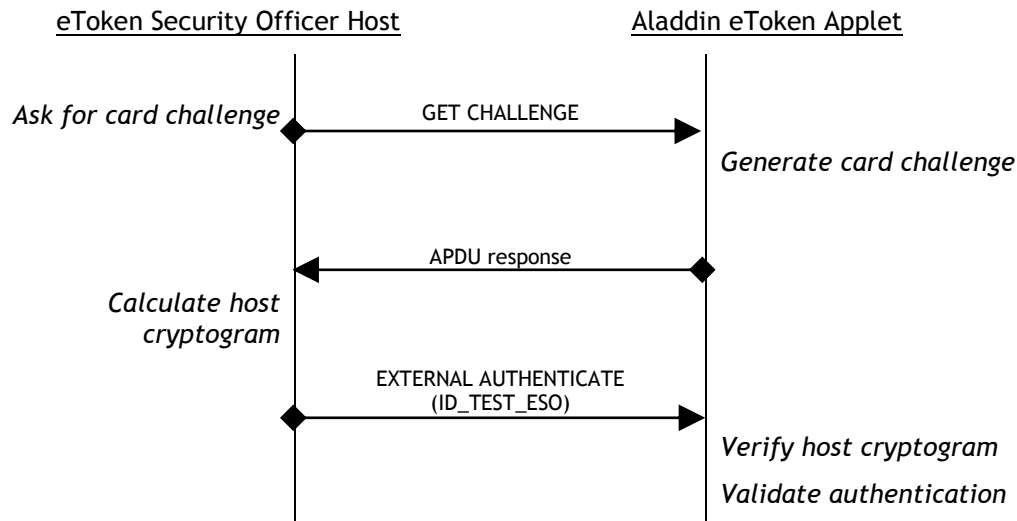 eToken Security Officer Host
Aladdin eToken Applet
Ask for card challenge
GET CHALLENGE
Generate card challenge
APDU response
Calculate host
cryptogram
EXTERNAL AUTHENTICATE
(ID_TEST_ESO)
Verify host cryptogram
Validate authentication